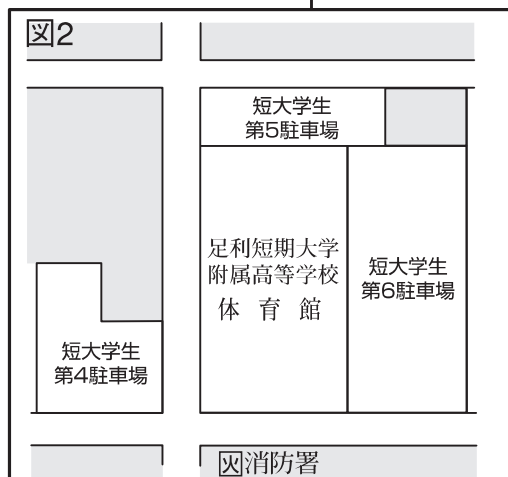 図2
短大学生
第5駐車場
足利短期大学
附属高等学校
体育館
短大学生
第6駐車場
短大学生
第4駐車場
火消防署